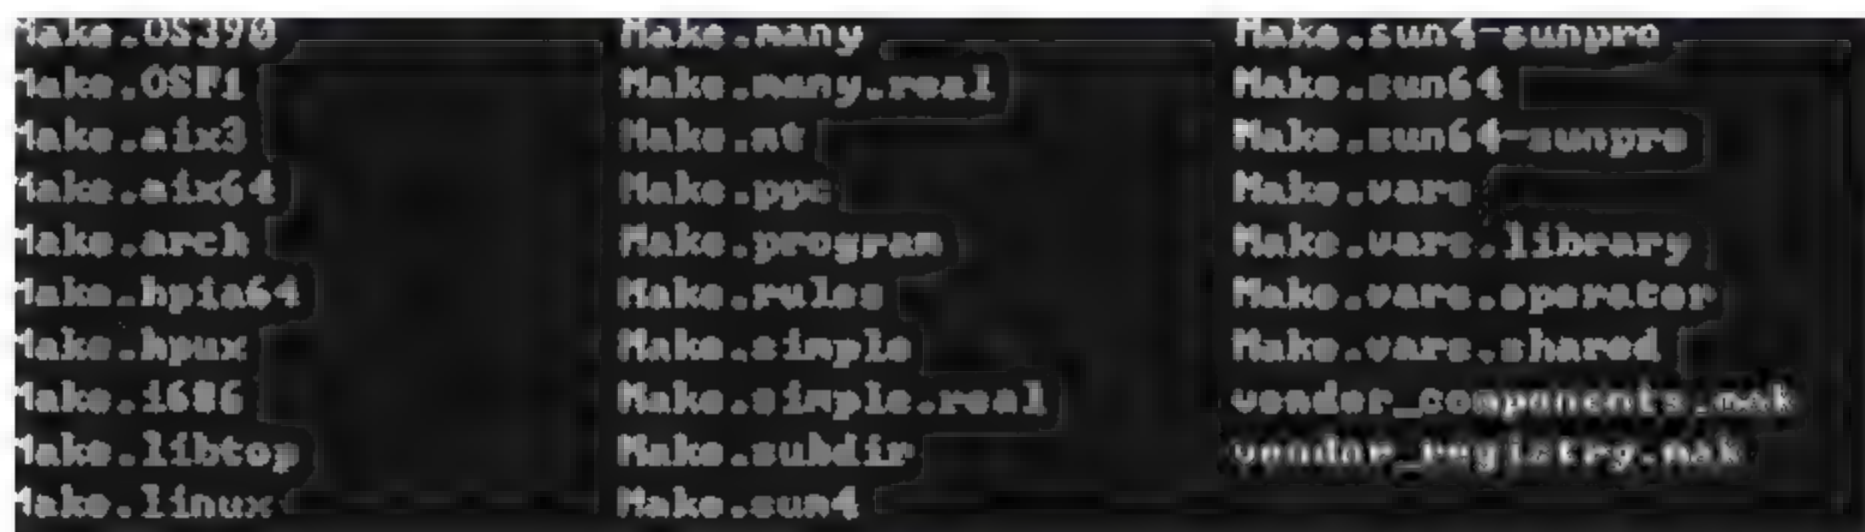 Make.OS390 Make.many Make.sun4-sunpro
Make.OSF1 Make.many.real Make.sun64
Make.aix3 Make.nt Make.sun64-sunpro
Make.aix64 Make.ppc Make.vars
Make.arch Make.program Make.vars.library
Make.hpia64 Make.rules Make.vars.operator
Make.hpux Make.simple Make.vars.shared
Make.i686 Make.simple.real vendor_components.mak
Make.libtop Make.subdir vendor_registry.mak
Make.linux Make.sun4